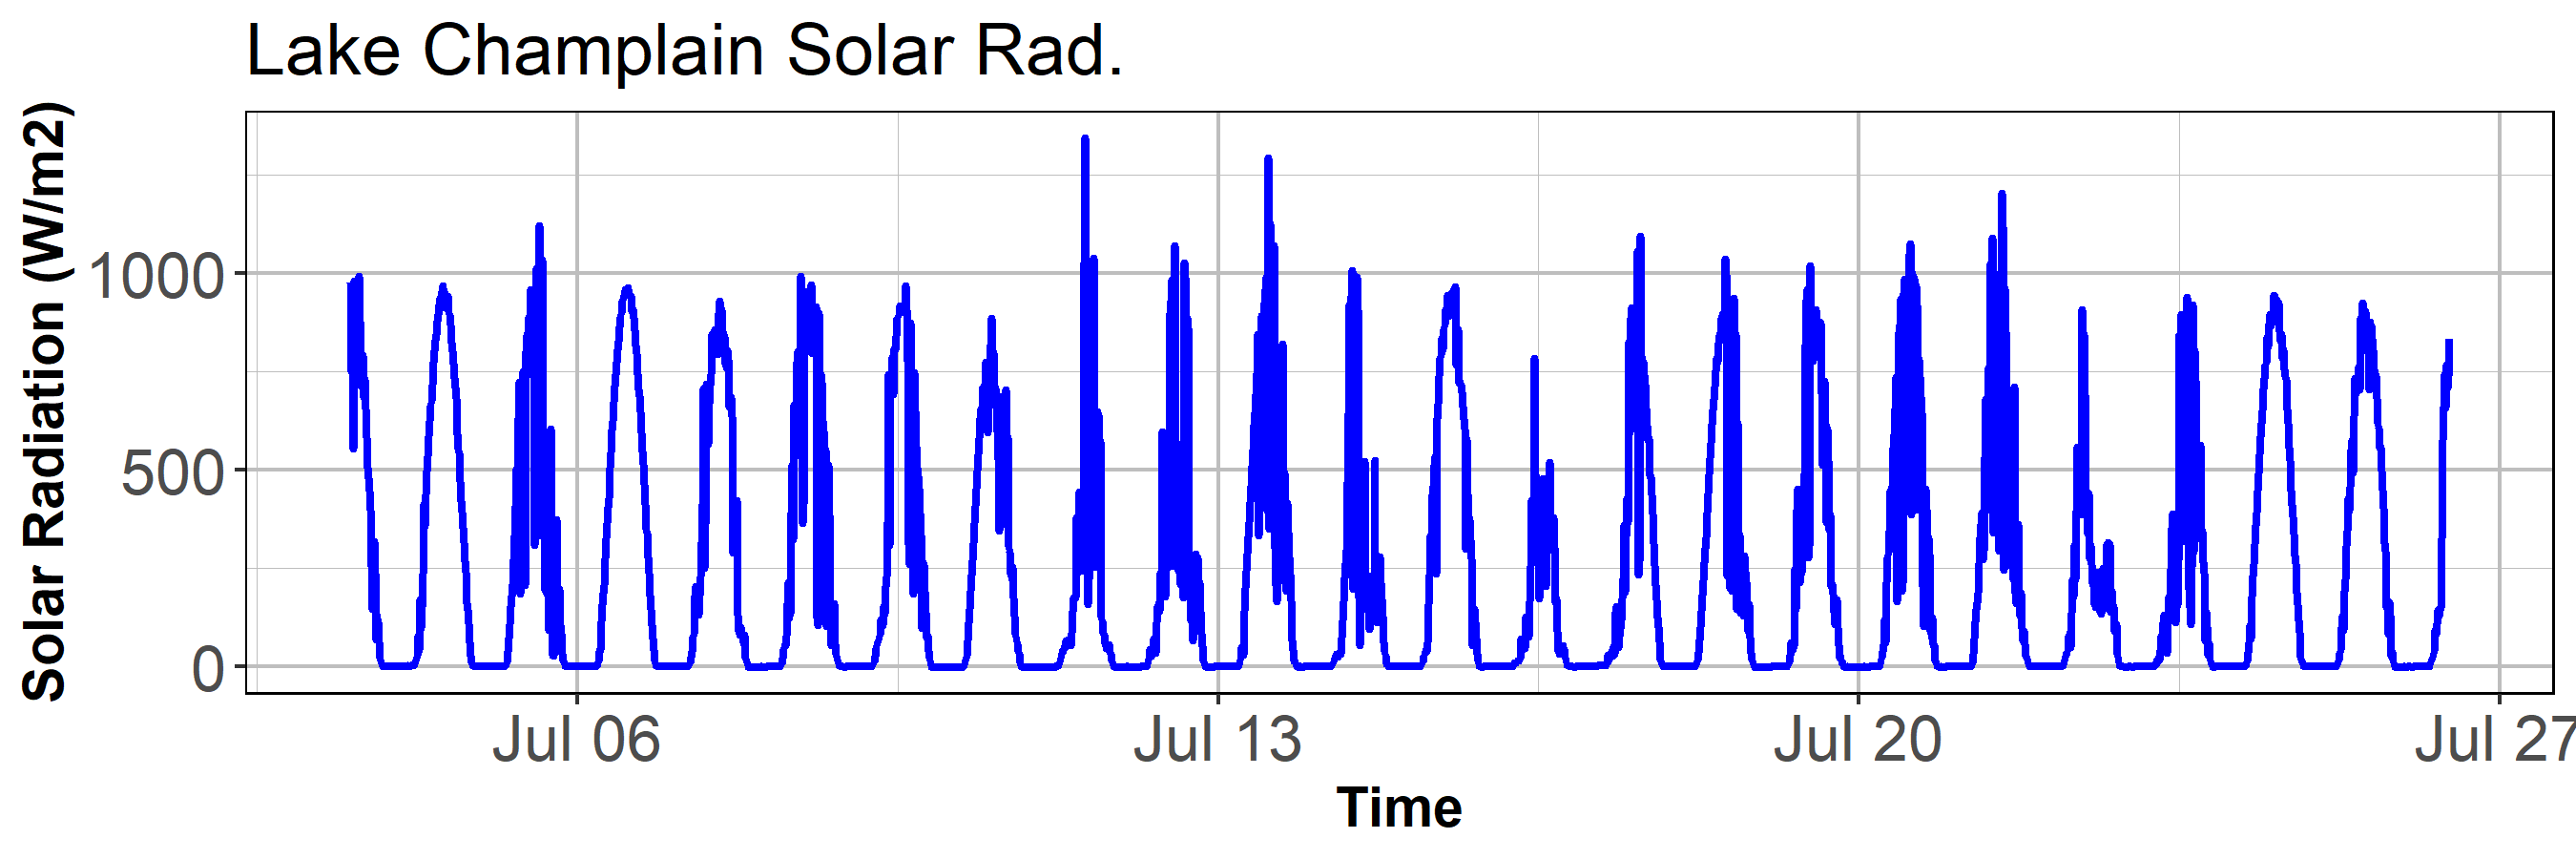 Lake Champlain Solar Rad.
Solar Radiation (W/m2)
1000
500
0
Jul 06
Jul 13
Jul 20
Jul 27
Time